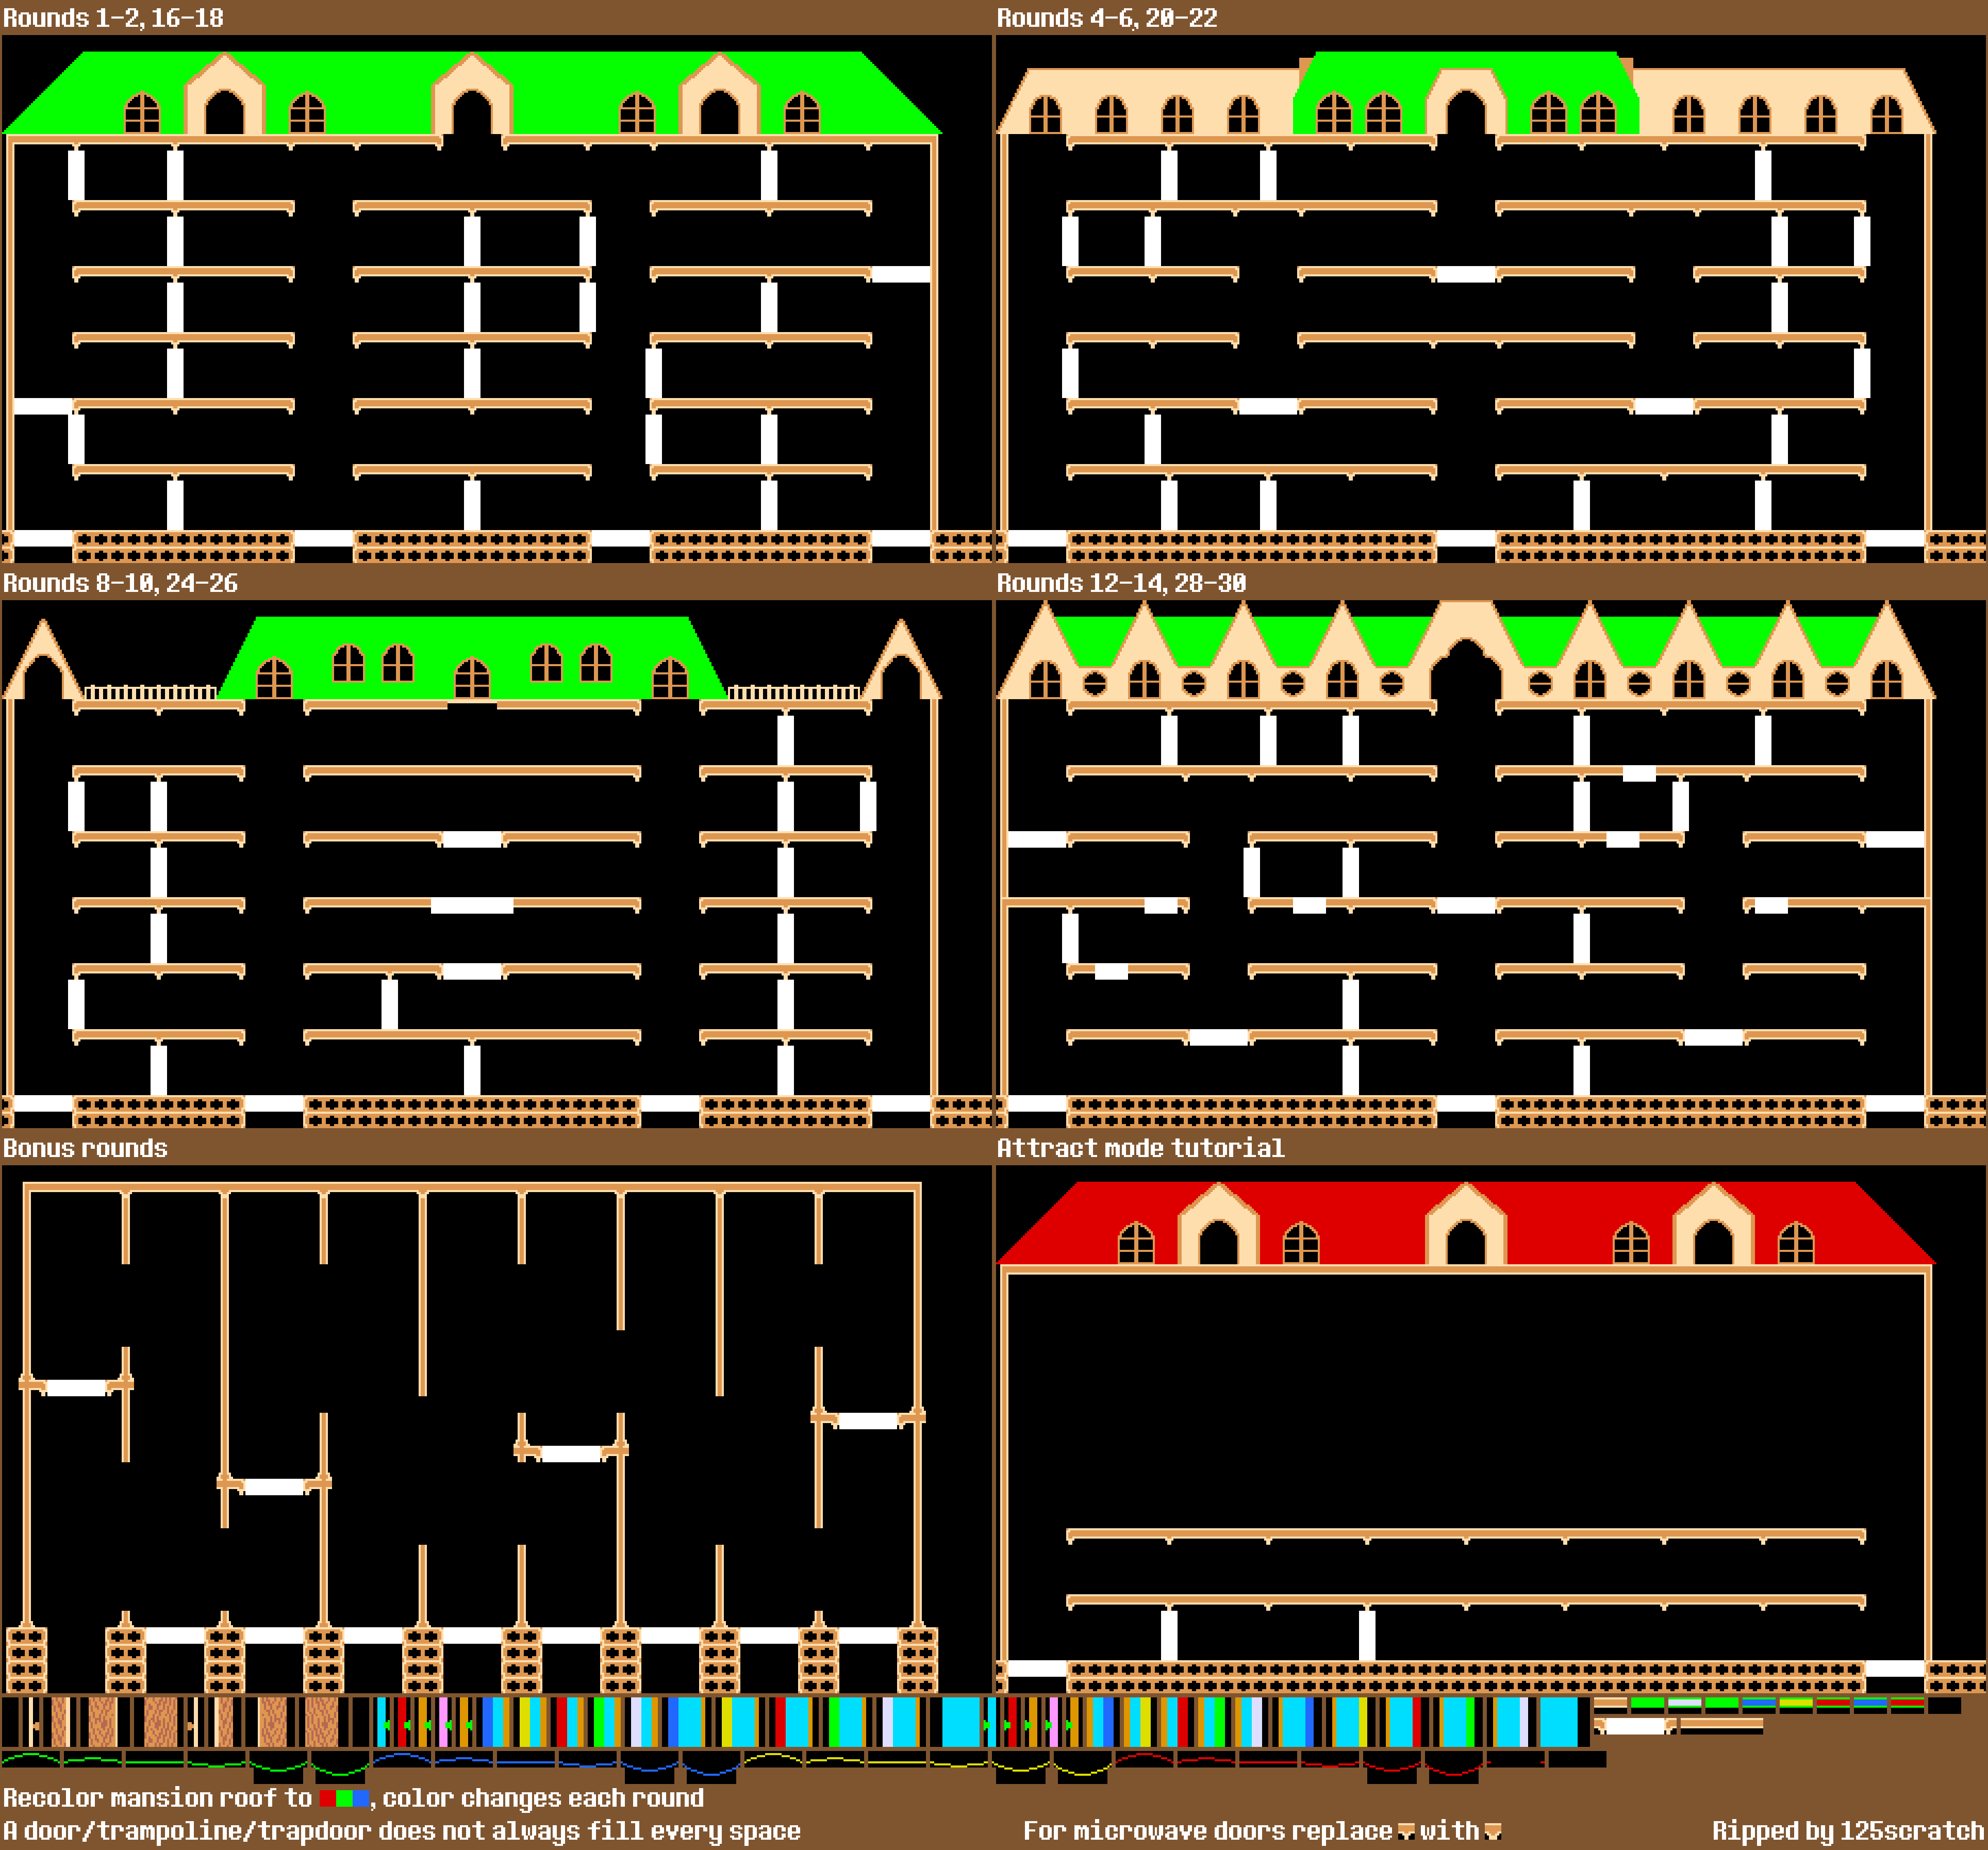 Rounds 1-2, 16-18
Rounds 4-6, 20-22
Rounds 8-10, 24-26
Rounds 12-14, 28-30
Bonus rounds
Attract mode tutorial
Recolor mansion roof to , color changes each round
A door/trampoline/trapdoor does not always fill every space
For microwave doors replace with
Ripped by 125scratch